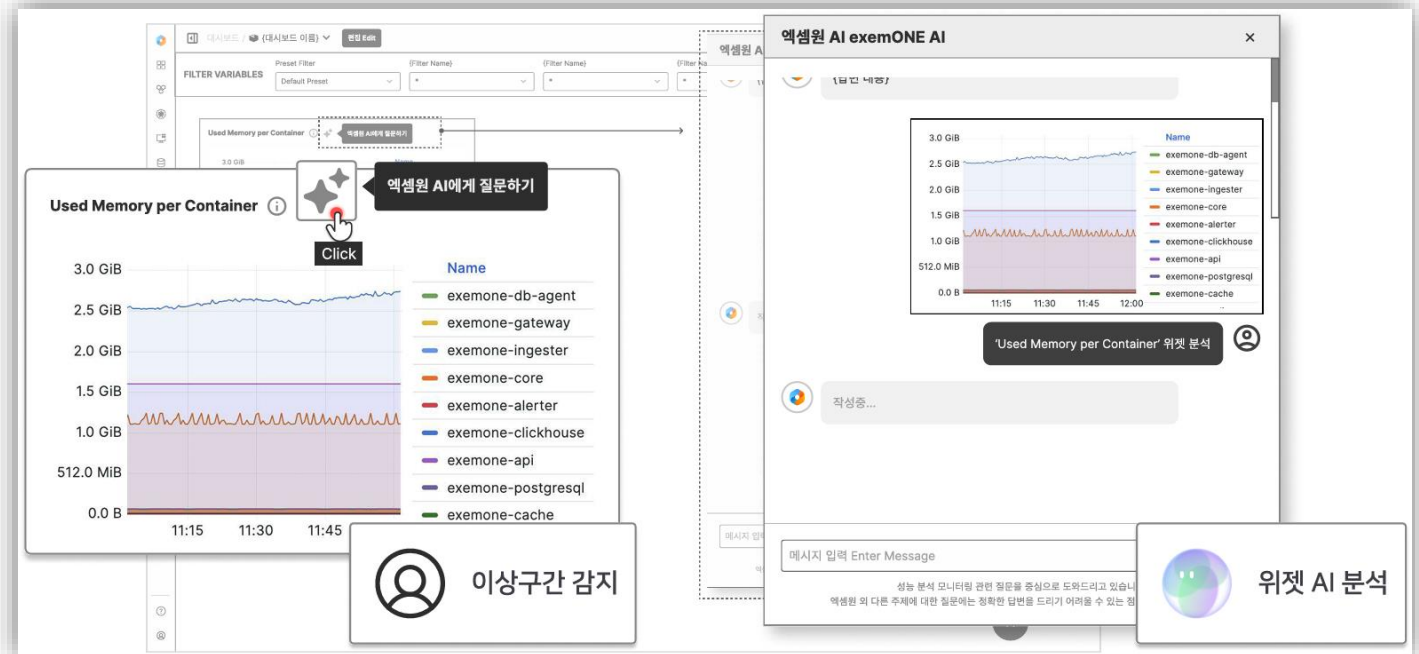 대시보드 / {대시보드 이름}
편집 Edit
FILTER VARIABLES
Preset Filter
Default Preset
{Filter Name}
*
{Filter Name}
*
*
Used Memory per Container
엑셈원 AI에게 질문하기
3.0 GiB
Name
Used Memory per Container
엑셈원 AI에게 질문하기
Click
3.0 GiB
2.5 GiB
2.0 GiB
1.5 GiB
1.0 GiB
512.0 MiB
0.0 B
11:15 11:30 11:45
Name
exemone-db-agent
exemone-gateway
exemone-ingester
exemone-core
exemone-alerter
exemone-clickhouse
exemone-api
exemone-postgresql
exemone-cache
이상구간 감지
엑셈원 A
엑셈원 AI exemONE AI
×
{답변 내용}
3.0 GiB
2.5 GiB
2.0 GiB
1.5 GiB
1.0 GiB
512.0 MiB
0.0 B
11:15 11:30 11:45 12:00
Name
exemone-db-agent
exemone-gateway
exemone-ingester
exemone-core
exemone-alerter
exemone-clickhouse
exemone-api
exemone-postgresql
exemone-cache
'Used Memory per Container' 위젯 분석
작성중...
메시지 입력 Enter Message
성능 분석 모니터링 관련 질문을 중심으로 도와드리고 있습니
엑셈원 외 다른 주제에 대한 질문에는 정확한 답변을 드리기 어려울 수 있는 점
위젯 AI 분석